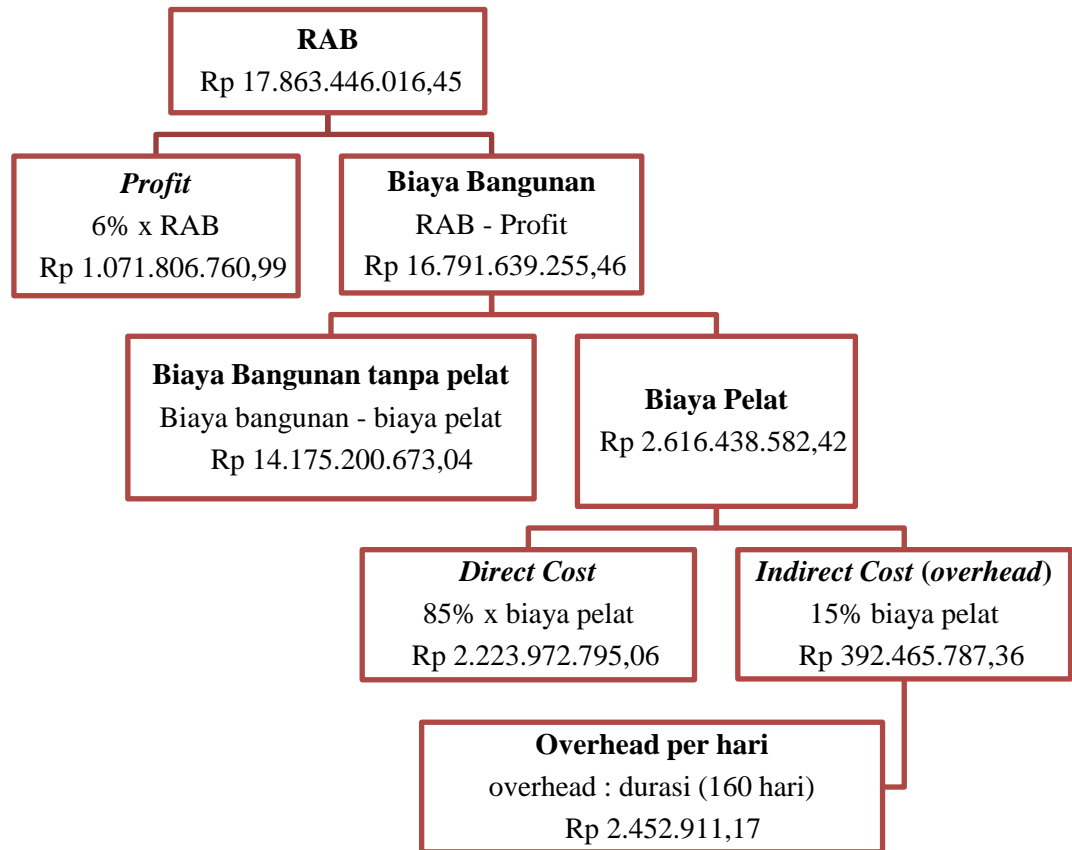 RAB
Rp 17.863.446.016,45
Profit
6% x RAB
Rp 1.071.806.760,99
Biaya Bangunan
RAB - Profit
Rp 16.791.639.255,46
Biaya Bangunan tanpa pelat
Biaya bangunan - biaya pelat
Rp 14.175.200.673,04
Biaya Pelat
Rp 2.616.438.582,42
Direct Cost
85% x biaya pelat
Rp 2.223.972.795,06
Indirect Cost (overhead)
15% biaya pelat
Rp 392.465.787,36
Overhead per hari
overhead : durasi (160 hari)
Rp 2.452.911,17